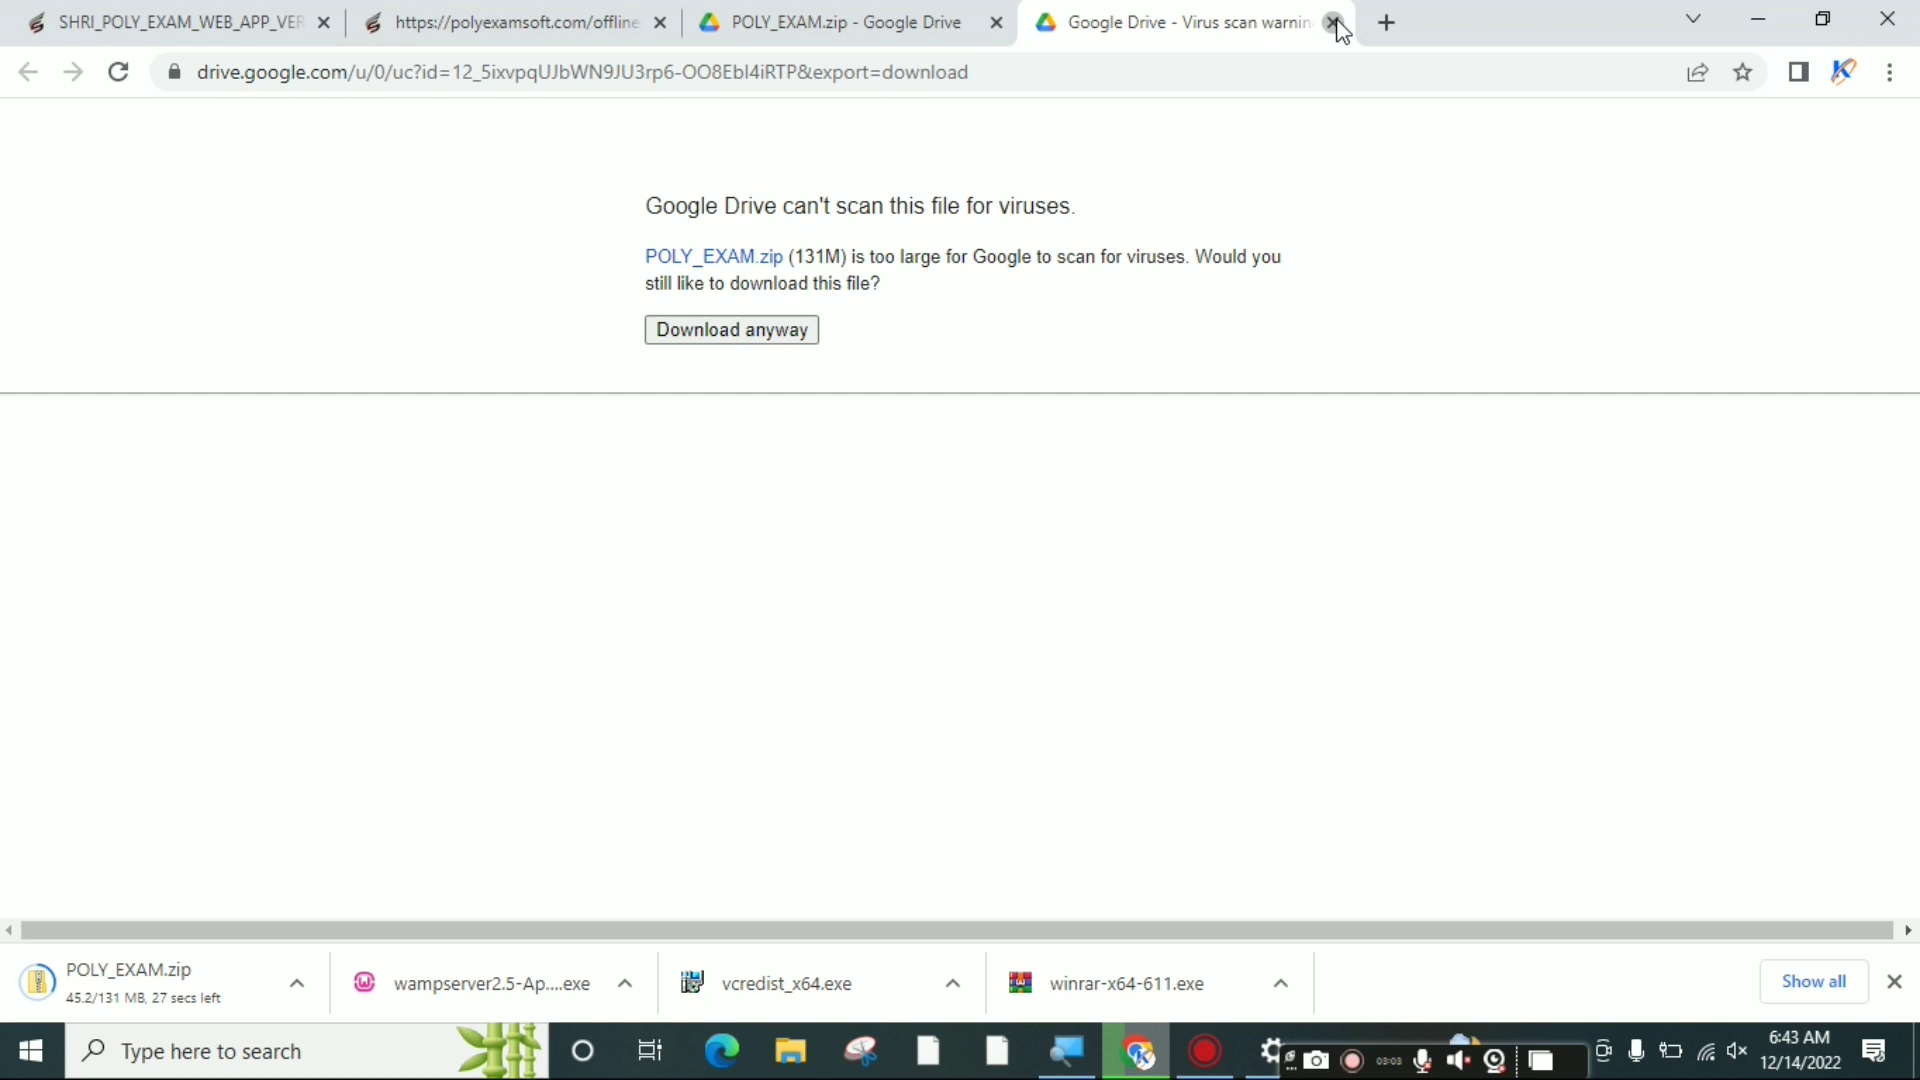 SHRI_POLY_EXAM_WEB_APP_VER
https://polyexamsoft.com/offline
POLY_EXAM.zip - Google Drive
Google Drive - Virus scan warnin
drive.google.com/u/0/uc?id=12_5ixvpqUJbWN9JU3rp6-OO8Ebl4iRTP&export=download
Google Drive can't scan this file for viruses.
POLY_EXAM.zip (131M) is too large for Google to scan for viruses. Would you
still like to download this file?
Download anyway
POLY_EXAM.zip
45.2/131 MB, 27 secs left
wampserver2.5-Ap....exe
vcredist_x64.exe
winrar-x64-611.exe
Show all
Type here to search
03:03
6:43 AM
12/14/2022